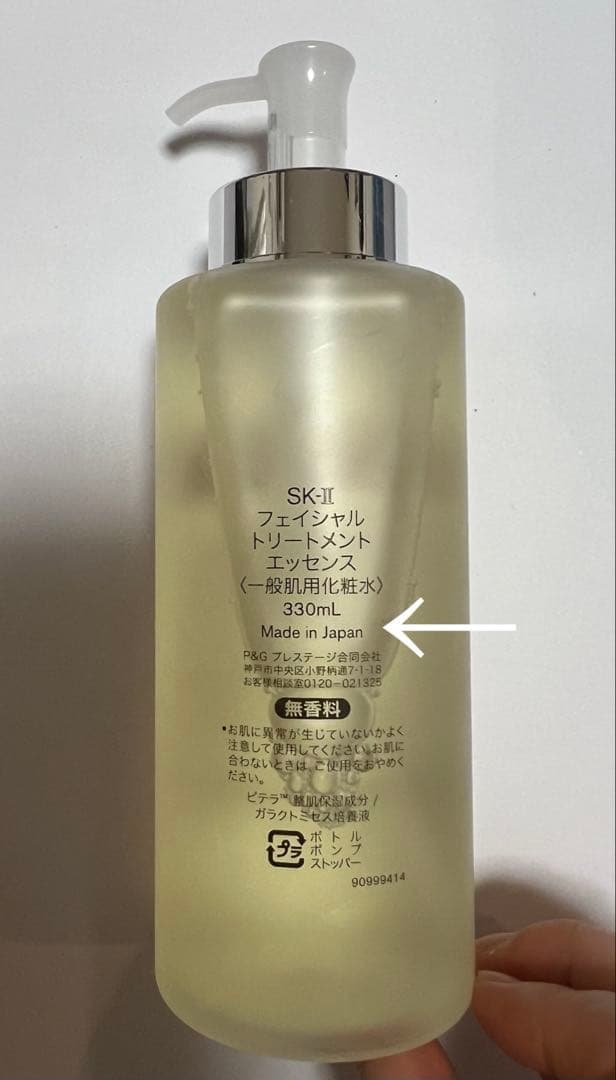 SK-II
フェイシャル
トリートメント
エッセンス
〈一般肌用化粧水〉
330mL
Made in Japan
P&G プレステージ合同会社
神戸市中央区小野柄通7-1-18
お客様相談室0120-021325
無香料
•お肌に異常が生じていないかよく
注意して使用してください。お肌に
合わないときは、ご使用をおやめく
ださい。
ピテラ™ 整肌保湿成分 /
ガラクトミセス培養液
プラ
ボトル
ポンプ
ストッパー
90999414